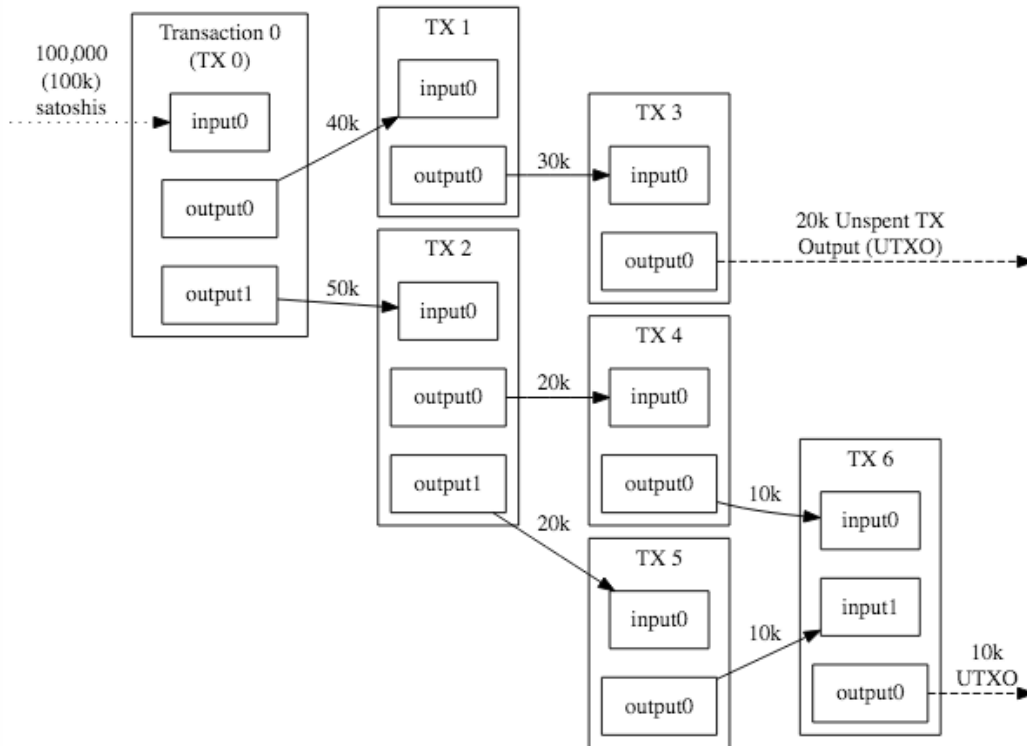 100,000
(100k)
satoshis
Transaction 0
(TX 0)
input0
output0
output1
40k
50k
TX 1
input0
output0
30k
TX 2
input0
output0
output1
20k
20k
TX 3
input0
output0
20k Unspent TX
Output (UTXO)
TX 4
input0
output0
10k
TX 5
input0
output0
10k
TX 6
input0
input1
output0
10k
UTXO